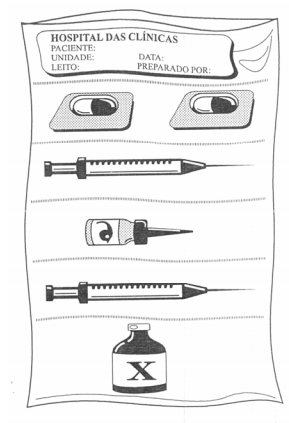 HOSPITAL DAS CLÍNICAS
PACIENTE:
UNIDADE: DATA:
LEITO: PREPARADO POR:
X